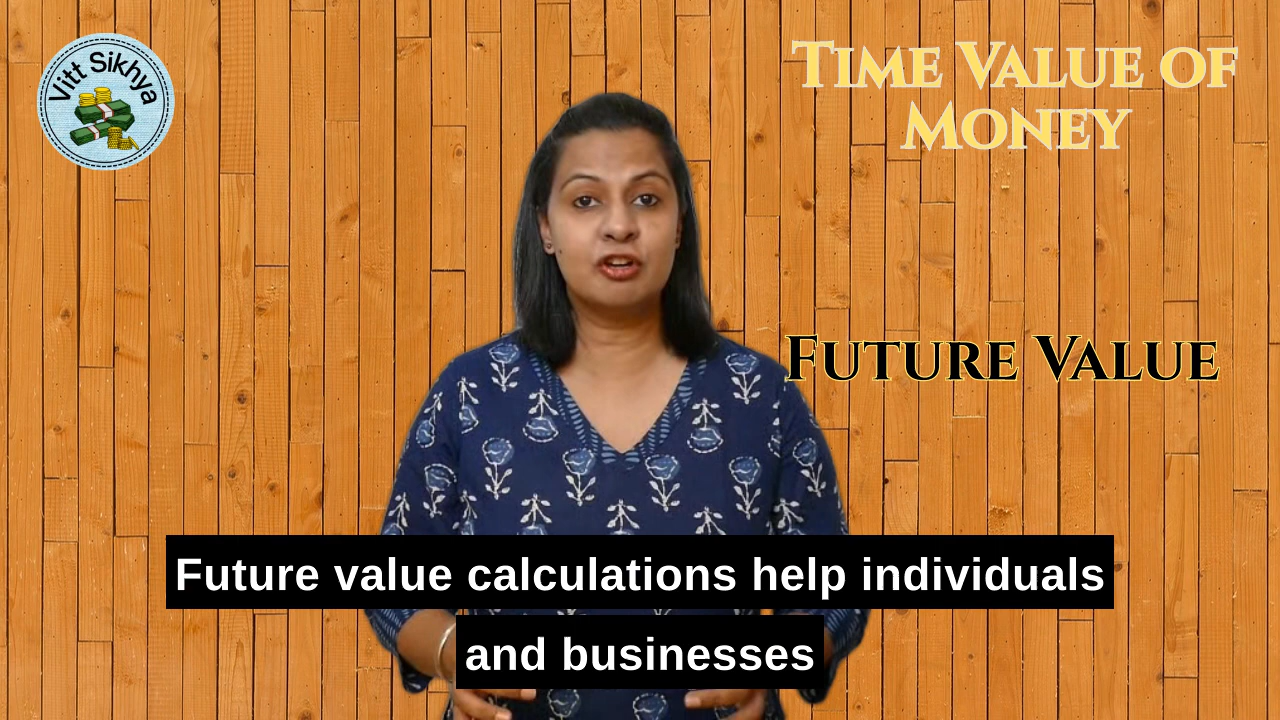 Vitt Sikhya
Time Value of
Money
Future Value
Future value calculations help individuals
and businesses